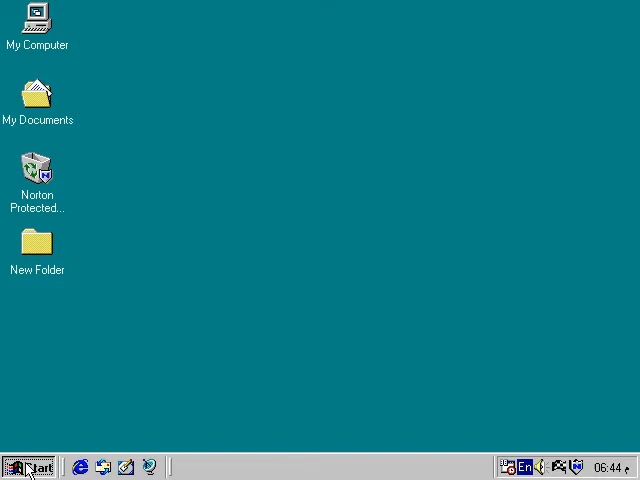 My Computer
My Documents
Norton
Protected...
New Folder
Start
En
06:44 م